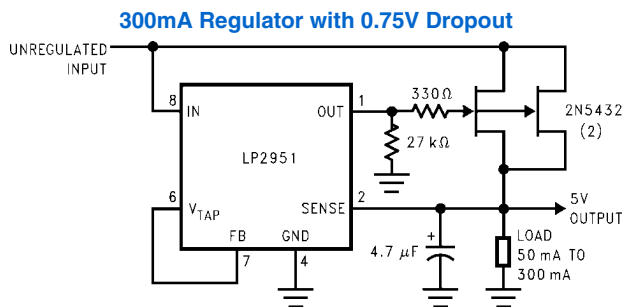 300mA Regulator with 0.75V Dropout
UNREGULATED
INPUT
8
IN
OUT
1
330Ω
27 kΩ
2N5432
(2)
LP2951
6
VTAP
SENSE
2
5V
OUTPUT
FB
GND
7
4
4.7 μF
+
LOAD
50 mA TO
300 mA